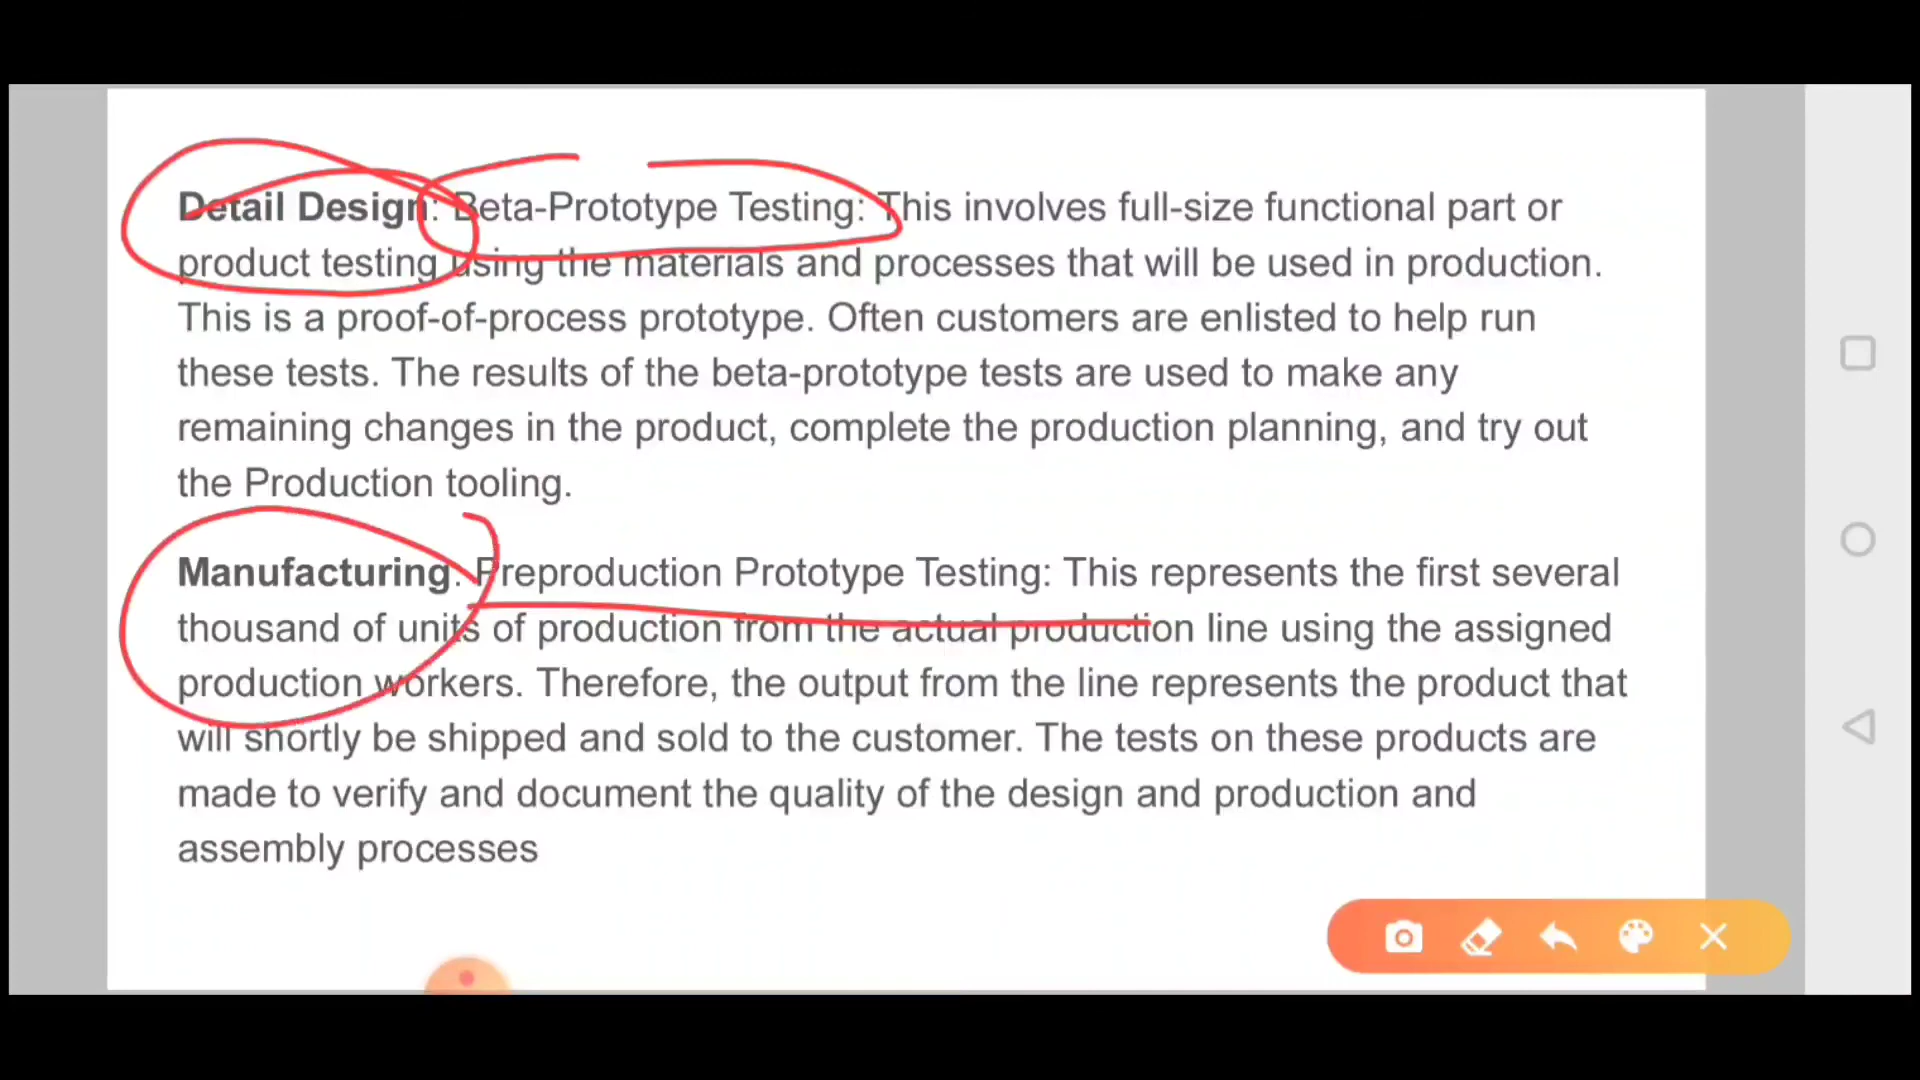 Detail Design: Beta-Prototype Testing: This involves full-size functional part or
product testing using the materials and processes that will be used in production.
This is a proof-of-process prototype. Often customers are enlisted to help run
these tests. The results of the beta-prototype tests are used to make any
remaining changes in the product, complete the production planning, and try out
the Production tooling.
Manufacturing: Preproduction Prototype Testing: This represents the first several
thousand of units of production from the actual production line using the assigned
production workers. Therefore, the output from the line represents the product that
will shortly be shipped and sold to the customer. The tests on these products are
made to verify and document the quality of the design and production and
assembly processes